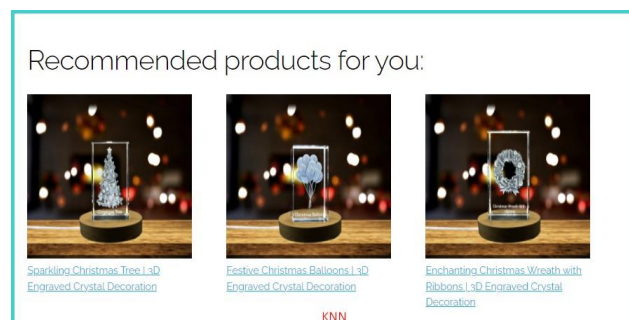 Recommended products for you:
Sparkling Christmas Tree | 3D
Engraved Crystal Decoration
Festive Christmas Balloons | 3D
Engraved Crystal Decoration
Enchanting Christmas Wreath with
Ribbons | 3D Engraved Crystal
Decoration
KNN